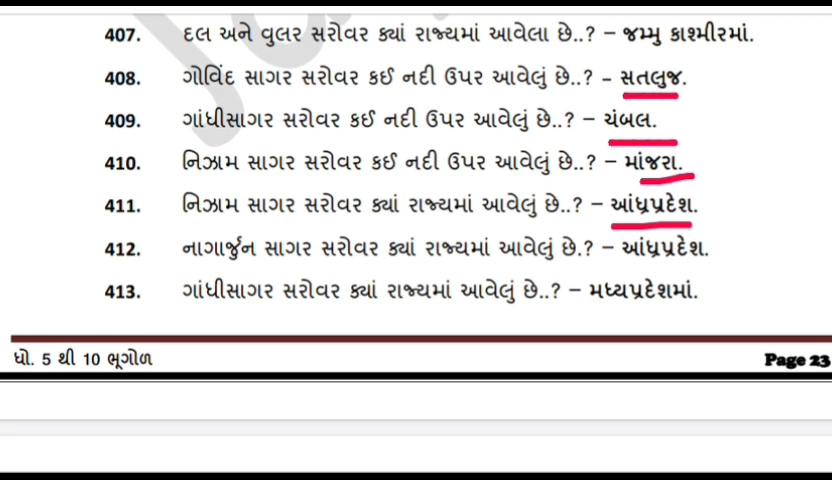 407. દલ અને વુલર સરોવર ક્યાં રાજ્યમાં આવેલા છે..? – જમ્મુ કાશ્મીરમાં.
408. ગોવિંદ સાગર સરોવર કઈ નદી ઉપર આવેલું છે..? – સતલુજ.
409. ગાંધીસાગર સરોવર કઈ નદી ઉપર આવેલું છે..? – ચંબલ.
410. નિઝામ સાગર સરોવર કઈ નદી ઉપર આવેલું છે..? – માંજરા.
411. નિઝામ સાગર સરોવર ક્યાં રાજ્યમાં આવેલું છે..? – આંધ્રપ્રદેશ.
412. નાગાર્જુન સાગર સરોવર ક્યાં રાજ્યમાં આવેલું છે.? – આંધ્રપ્રદેશ.
413. ગાંધીસાગર સરોવર ક્યાં રાજ્યમાં આવેલું છે..? – મધ્યપ્રદેશમાં.
ધો. 5 થી 10 ભૂગોળ Page 23